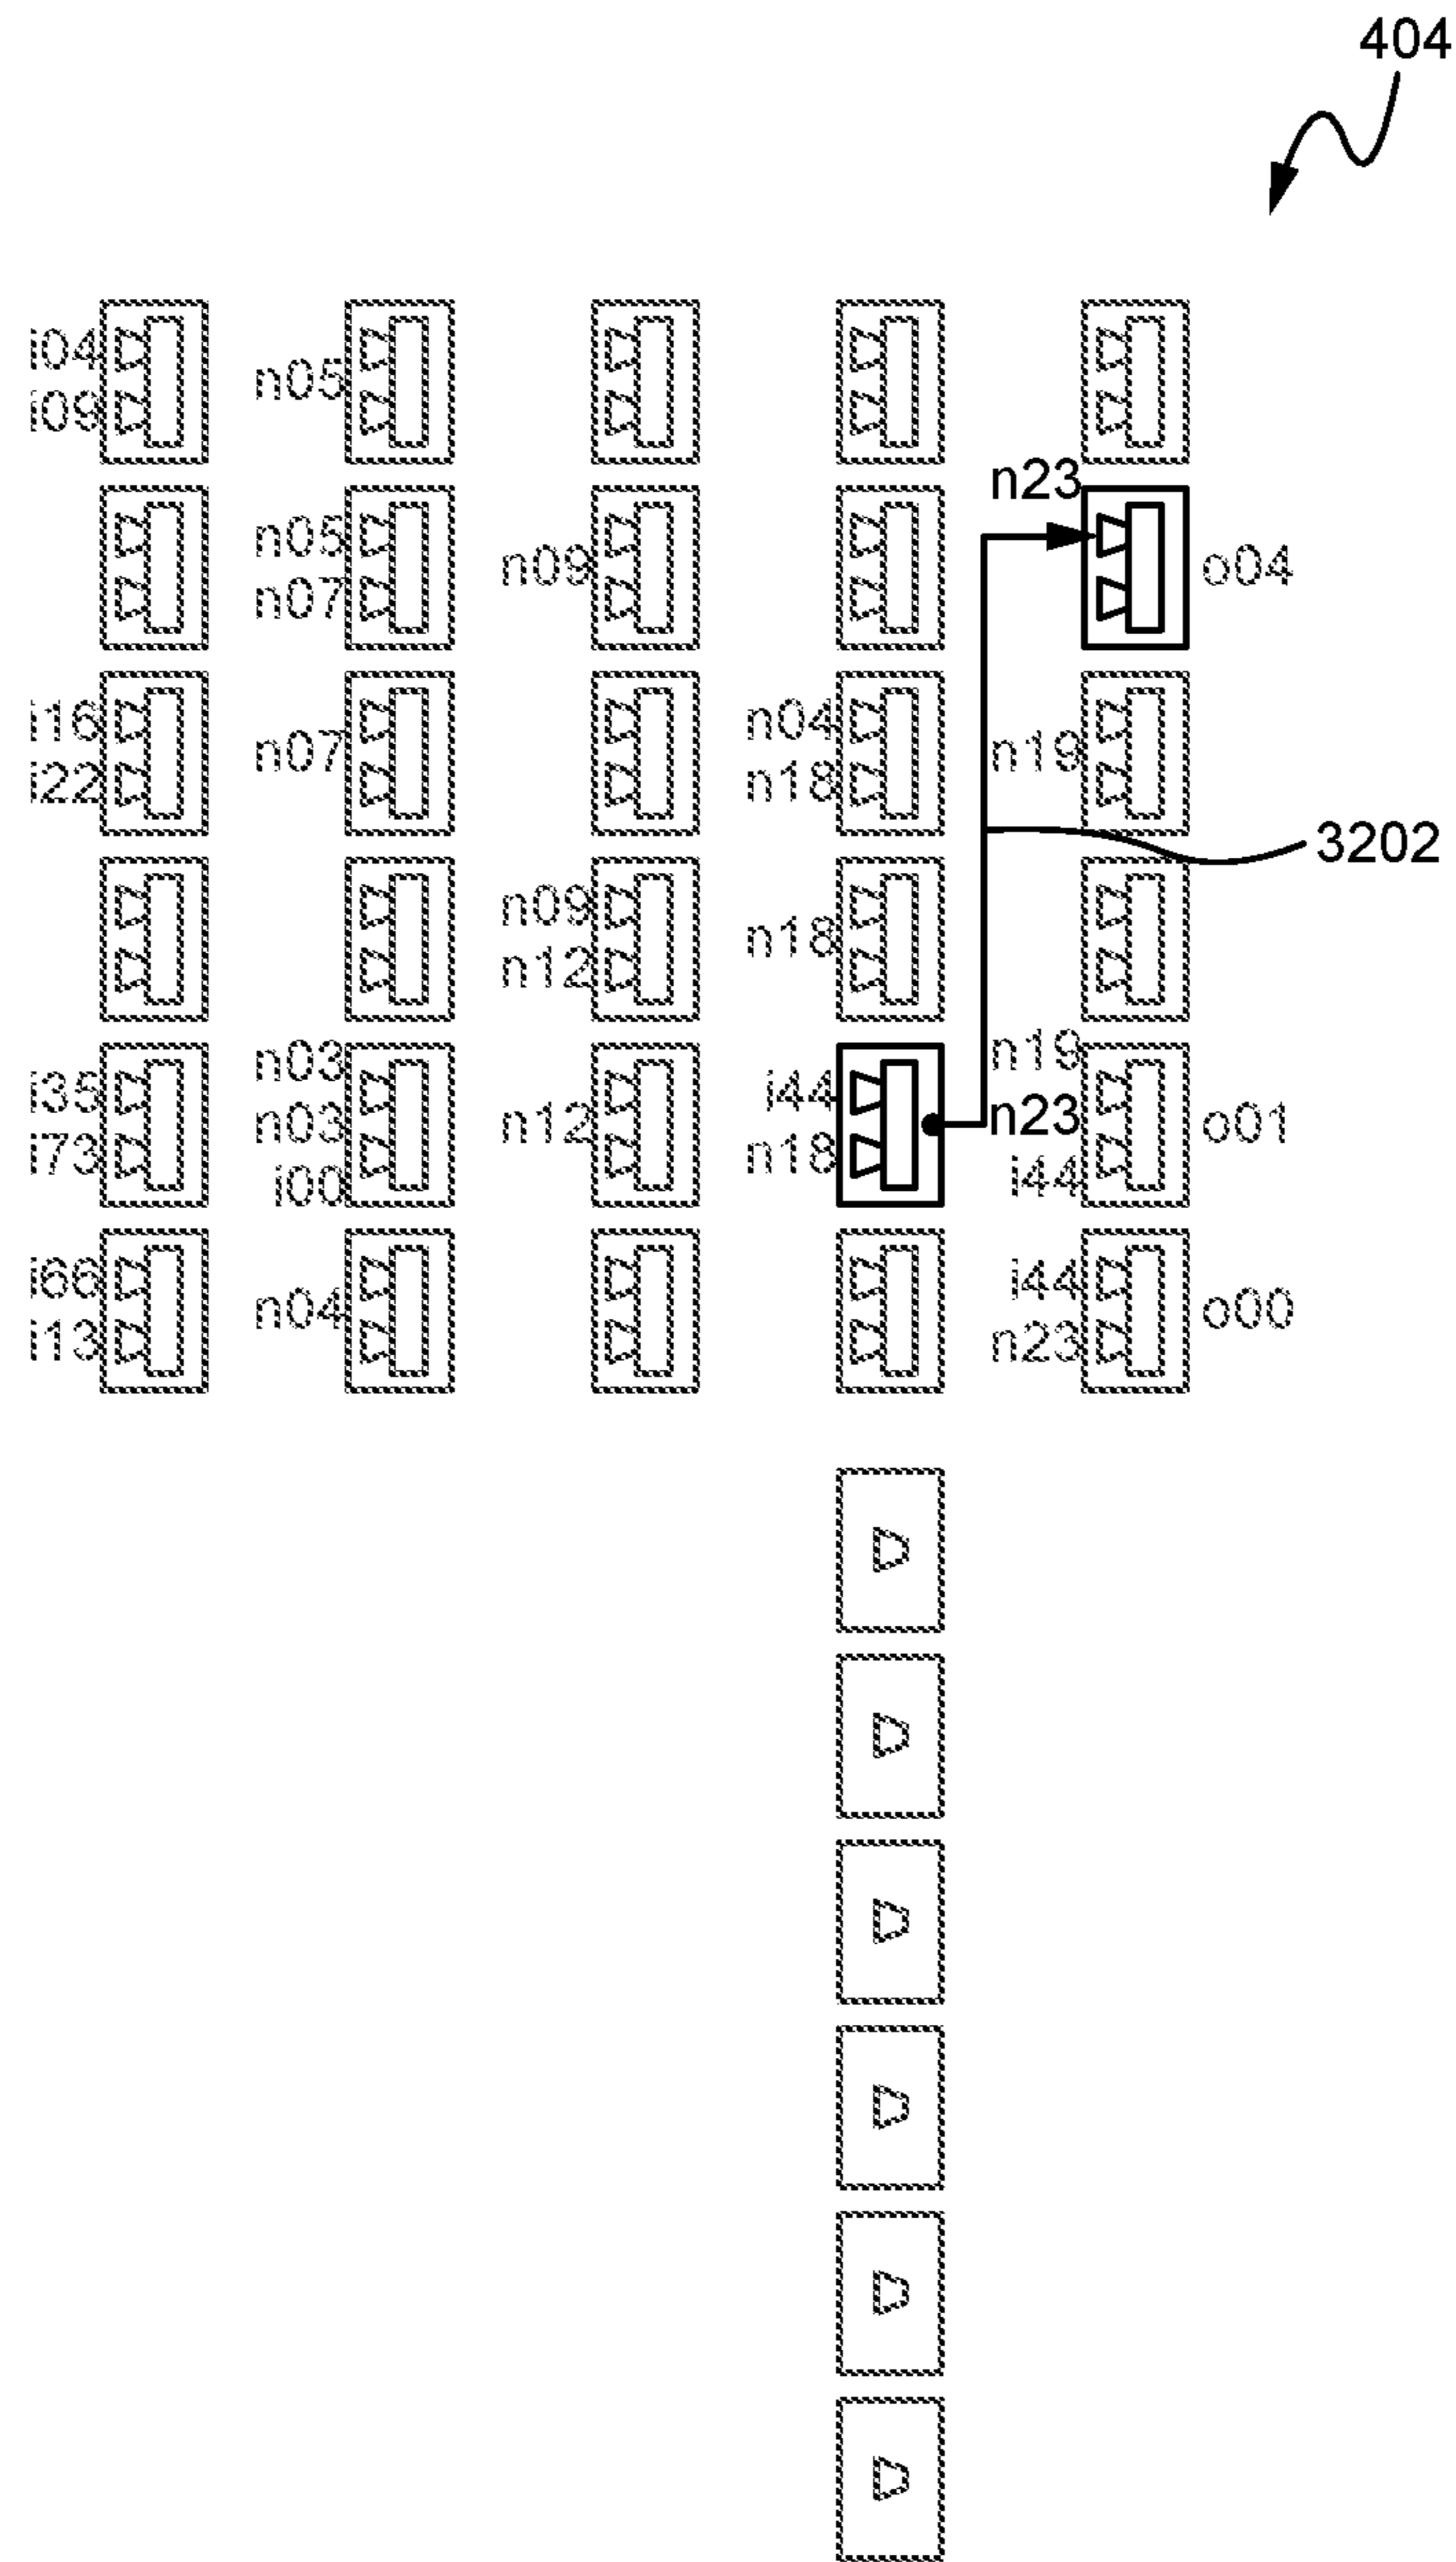 404
i04
i09 n05
n23
n05
n07 n09 o04
i16
i22 n07 n04
n18 n19
3202
n09
n12 n18
i35
i73 n03
n03
i00 n12 i44
n18 n19
n23
i44 o01
i66
i13 n04 i44
n23 o00